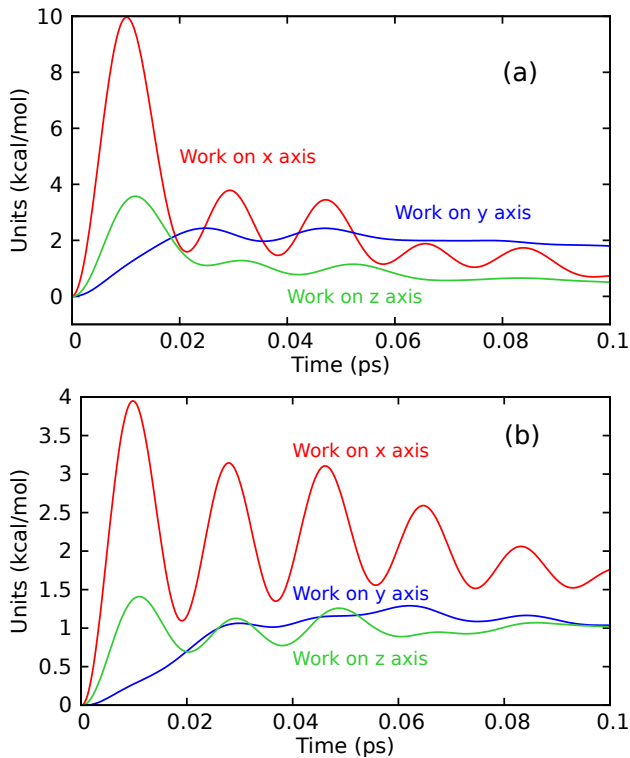 10
(a)
8
Units (kcal/mol)
6
Work on x axis
4
Work on y axis
2
Work on z axis
0
0 0.02 0.04 0.06 0.08 0.1
Time (ps)
4
(b)
3.5
Work on x axis
3
Units (kcal/mol)
2.5
2
1.5
Work on y axis
1
Work on z axis
0.5
0
0 0.02 0.04 0.06 0.08 0.1
Time (ps)